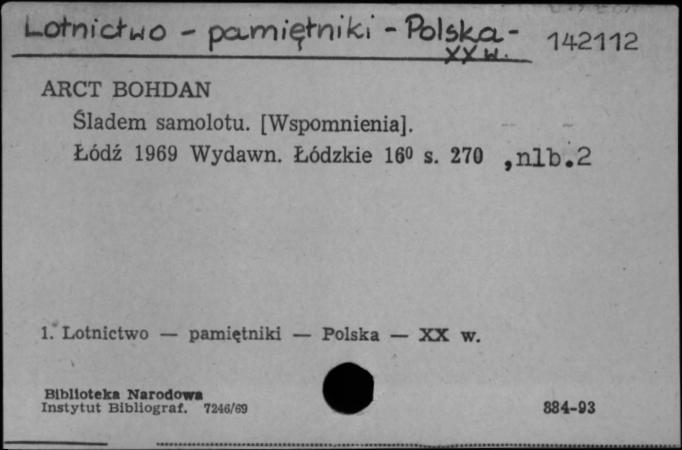 Lotnictwo - pamiętniki - Polska -
XX w.
142112
ARCT BOHDAN
Śladem samolotu. [Wspomnienia].
Łódź 1969 Wydawn. Łódzkie 16⁰ s. 270 ,nlb.2
1. Lotnictwo — pamiętniki — Polska — XX w.
Biblioteka Narodowa
Instytut Bibliograf. 7246/69
884-93